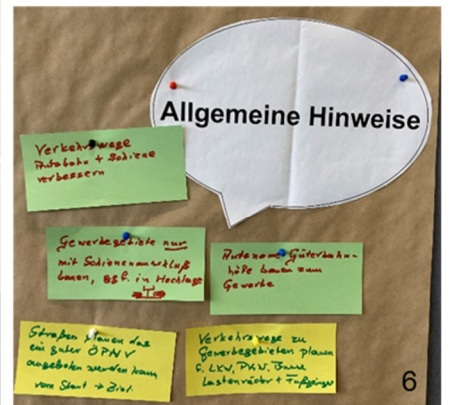 Allgemeine Hinweise
Verkehrswege
Autobahn + Schiene
verbessern
Gewerbegebiete nur
mit Schienenanschluß
bauen, ggf. in Hochlage
Autonome Güterbahn-
höfe bauen zum
Gewerbe
Straßen planen das
ein guter ÖPNV
angeboten werden kann
vom Start → Ziel.
Verkehrswege zu
Gewerbegebieten planen
f. LKW, PKW,
Lastenräder + Fußgänger
6